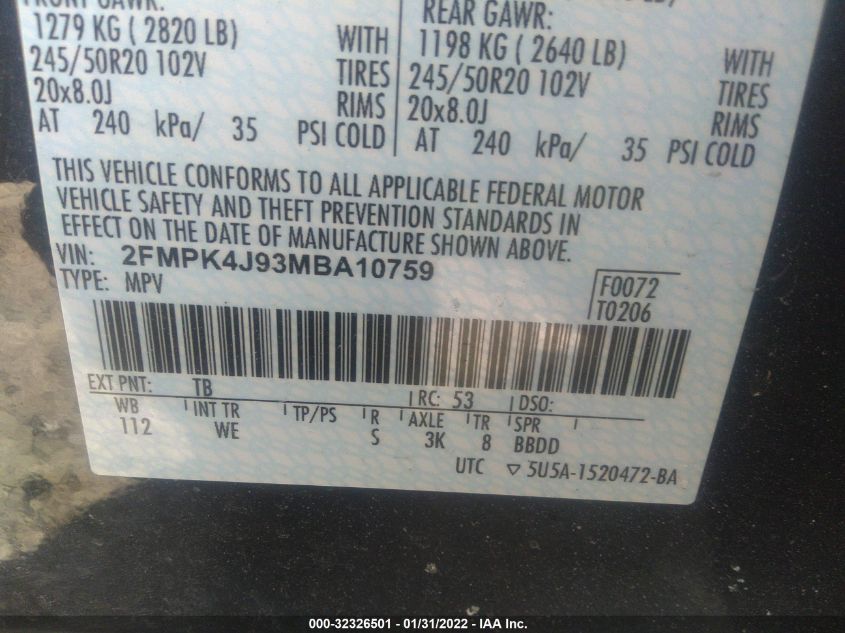 FRONT GAWR:
1279 KG ( 2820 LB) WITH
245/50R20 102V TIRES
20x8.0J RIMS
AT 240 kPa/ 35 PSI COLD
REAR GAWR:
1198 KG ( 2640 LB) WITH
245/50R20 102V TIRES
20x8.0J RIMS
AT 240 kPa/ 35 PSI COLD
THIS VEHICLE CONFORMS TO ALL APPLICABLE FEDERAL MOTOR
VEHICLE SAFETY AND THEFT PREVENTION STANDARDS IN
EFFECT ON THE DATE OF MANUFACTURE SHOWN ABOVE.
VIN: 2FMPK4J93MBA10759
TYPE: MPV
F0072
T0206
EXT PNT: TB RC: 53 DSO:
WB INT TR TP/PS R AXLE TR SPR
112 WE S 3K 8 BBDD
UTC 5U5A-1520472-BA
000-32326501 - 01/31/2022 - IAA Inc.